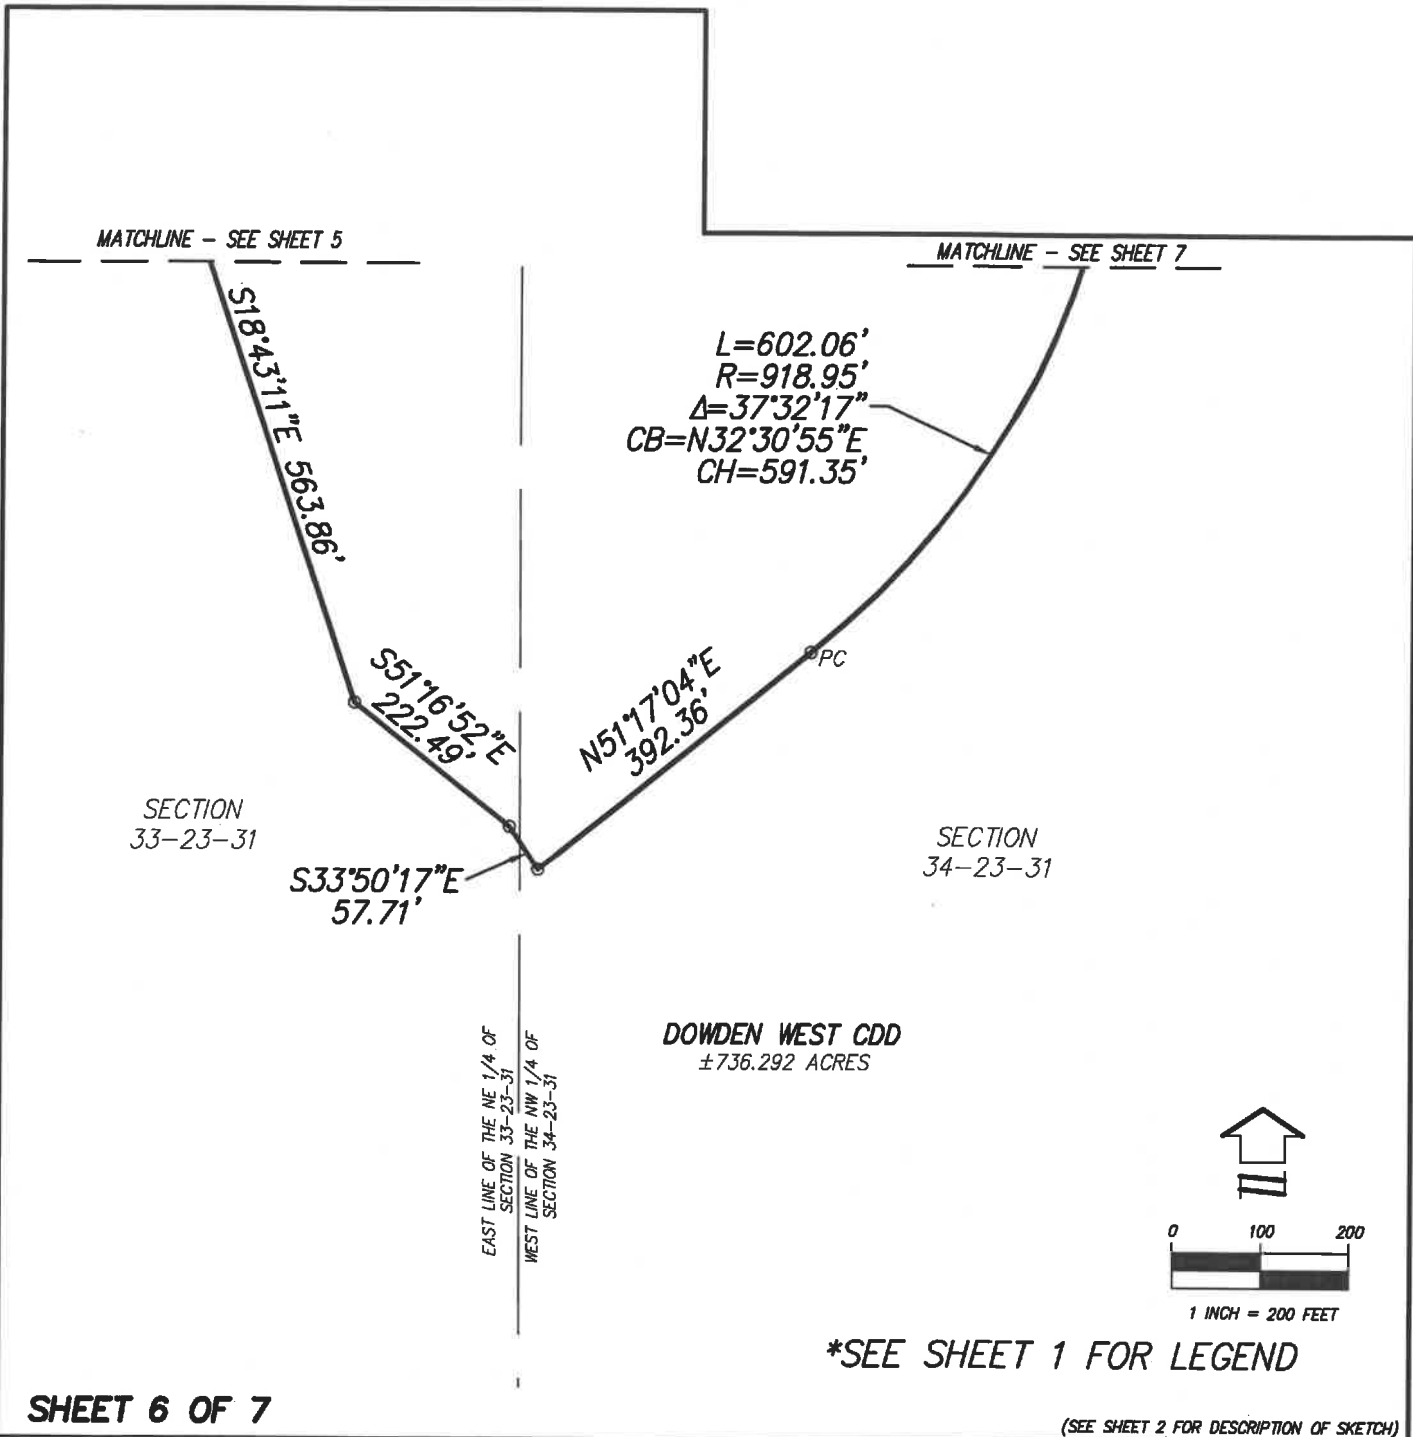 MATCHLINE - SEE SHEET 5
MATCHLINE - SEE SHEET 7
S18°43'11"E 563.86'
L=602.06'
R=918.95'
Δ=37°32'17"
CB=N32°30'55"E
CH=591.35'
S51°16'52"E
222.49'
N51°17'04"E
392.36'
PC
SECTION
33-23-31
SECTION
34-23-31
S33°50'17"E
57.71'
EAST LINE OF THE NE 1/4 OF
SECTION 33-23-31
WEST LINE OF THE NW 1/4 OF
SECTION 34-23-31
DOWDEN WEST CDD
±736.292 ACRES
0 100 200
1 INCH = 200 FEET
*SEE SHEET 1 FOR LEGEND
SHEET 6 OF 7
(SEE SHEET 2 FOR DESCRIPTION OF SKETCH)